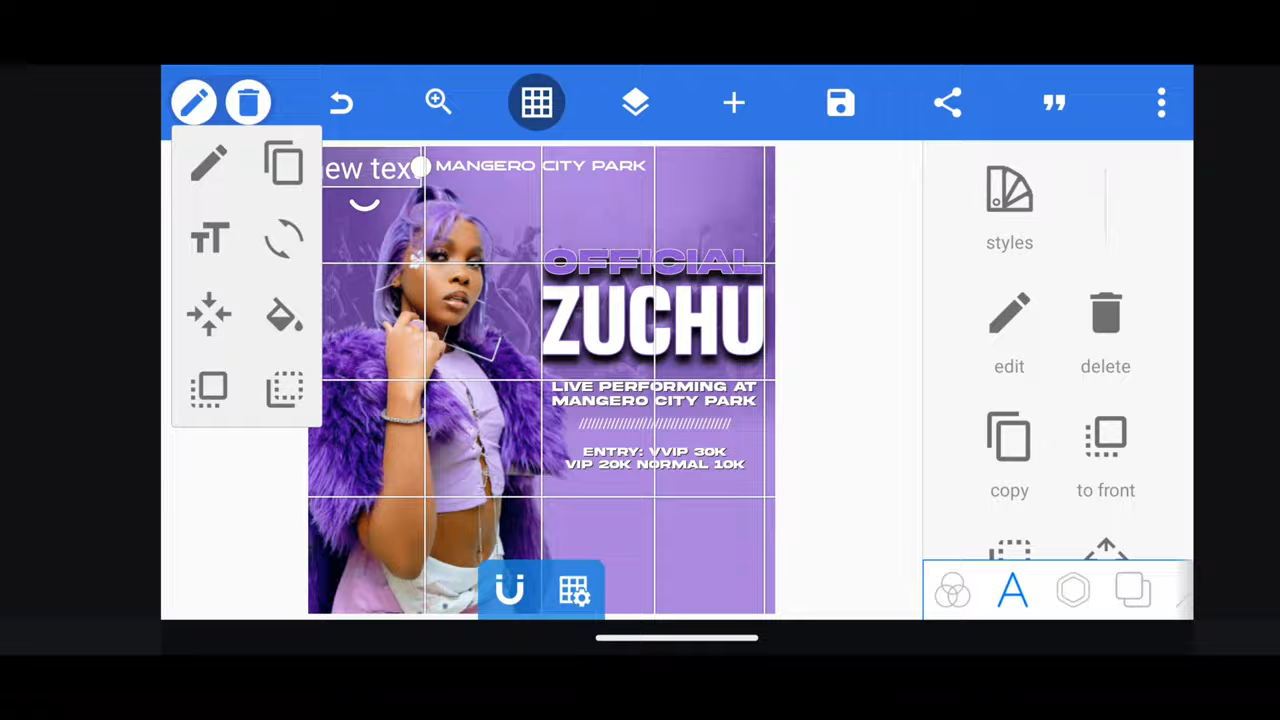 ew tex
MANGERO CITY PARK
OFFICIAL
ZUCHU
LIVE PERFORMING AT
MANGERO CITY PARK
ENTRY: VVIP 30K
VIP 20K NORMAL 10K
styles
edit
delete
copy
to front